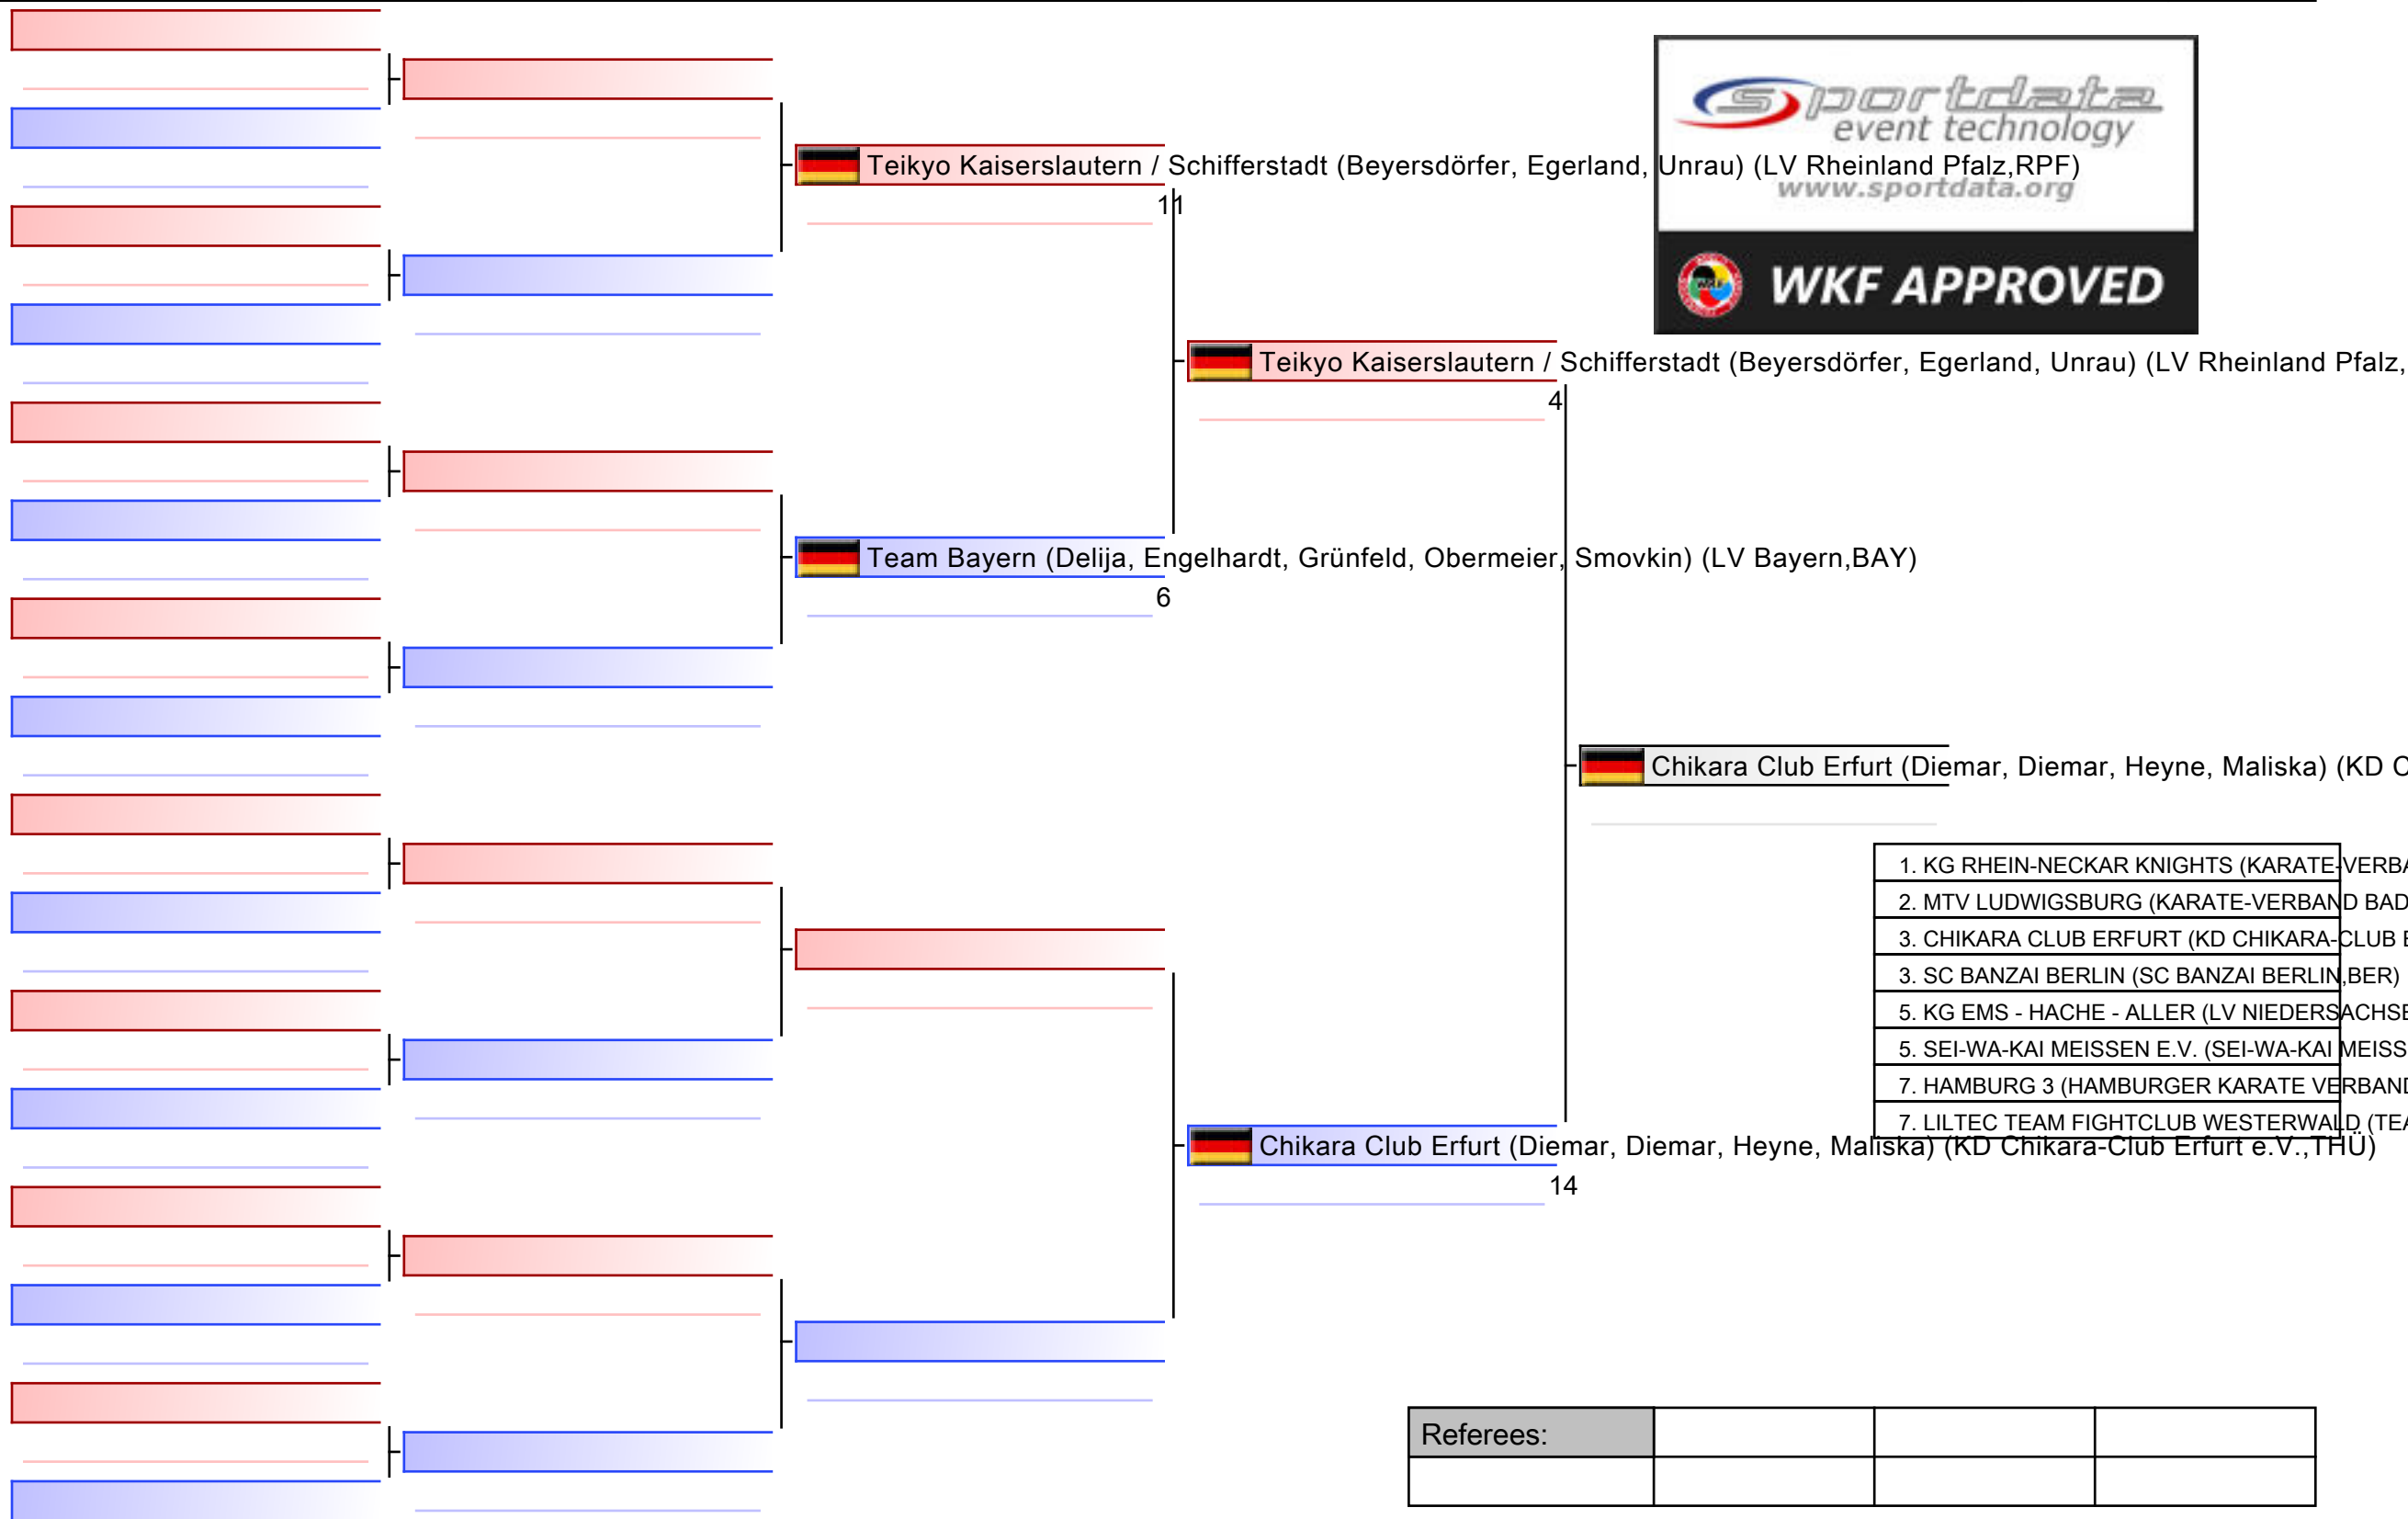 sportdata
event technology
Teikyo Kaiserslautern / Schifferstadt (Beyersdörfer, Egerland, Unrau) (LV Rheinland Pfalz,RPF)
www.sportdata.org
11
WKF APPROVED
Teikyo Kaiserslautern / Schifferstadt (Beyersdörfer, Egerland, Unrau) (LV Rheinland Pfalz,
4
Team Bayern (Delija, Engelhardt, Grünfeld, Obermeier, Smovkin) (LV Bayern,BAY)
6
Chikara Club Erfurt (Diemar, Diemar, Heyne, Maliska) (KD C
1. KG RHEIN-NECKAR KNIGHTS (KARATE-VERBA
2. MTV LUDWIGSBURG (KARATE-VERBAND BAD
3. CHIKARA CLUB ERFURT (KD CHIKARA-CLUB E
3. SC BANZAI BERLIN (SC BANZAI BERLIN,BER)
5. KG EMS - HACHE - ALLER (LV NIEDERSACHSE
5. SEI-WA-KAI MEISSEN E.V. (SEI-WA-KAI MEISS
7. HAMBURG 3 (HAMBURGER KARATE VERBAND
7. LILTEC TEAM FIGHTCLUB WESTERWALD (TEA
Chikara Club Erfurt (Diemar, Diemar, Heyne, Maliska) (KD Chikara-Club Erfurt e.V.,THÜ)
14
Referees: